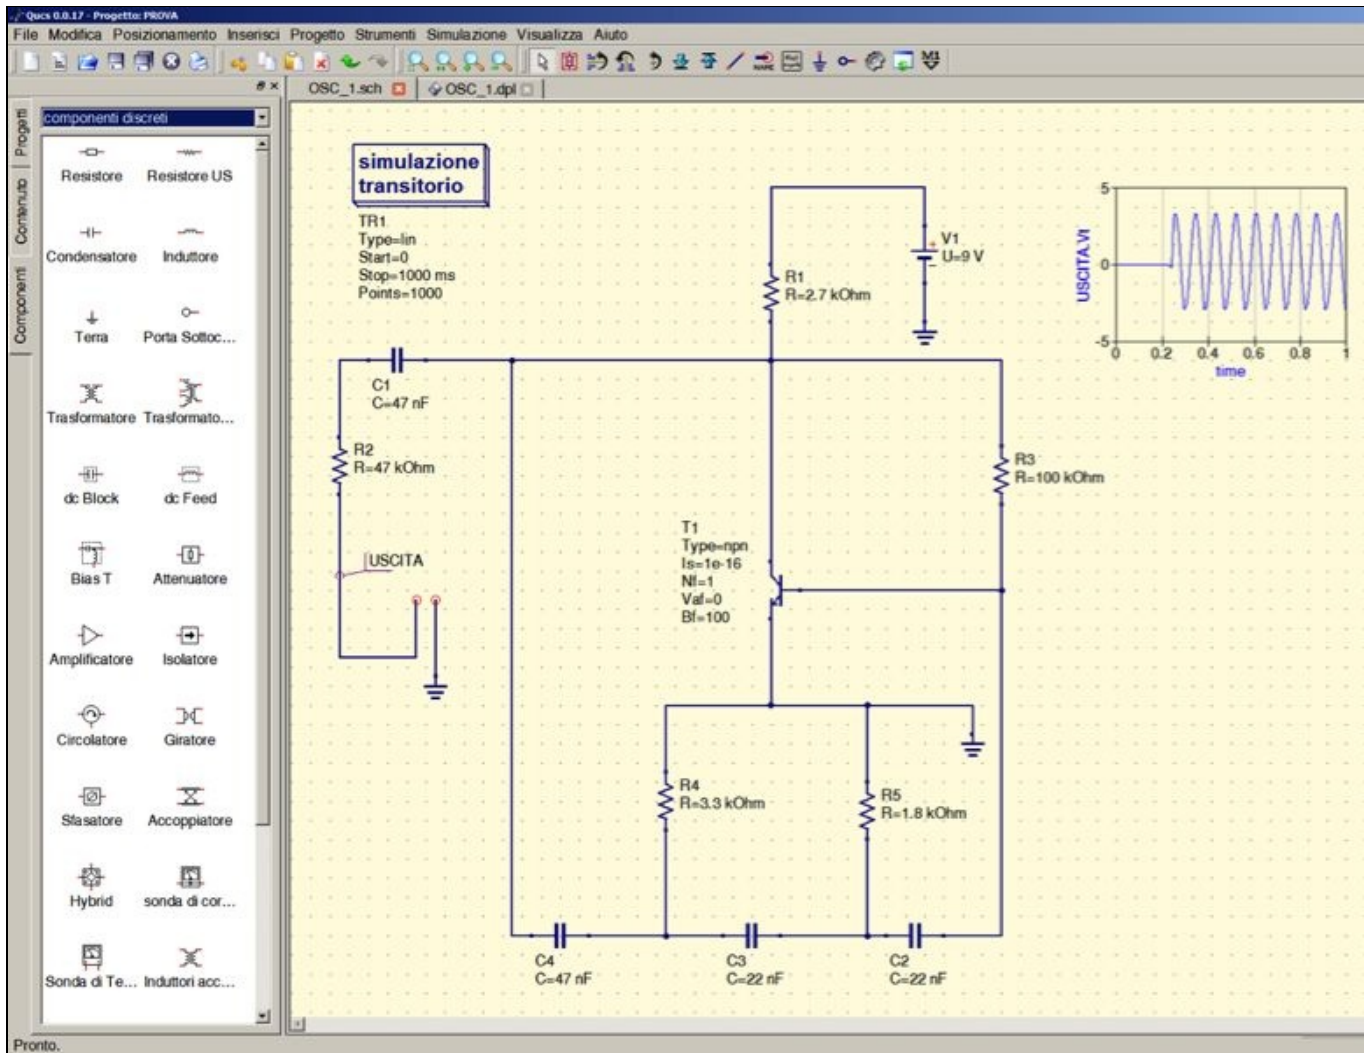 Qucs 0.0.17 - Progetto: PROVA
File Modifica Posizionamento Inserisci Progetto Strumenti Simulazione Visualizza Aiuto
OSC_1.sch OSC_1.dpl
Progetti
Contenuto
Componenti
componenti discreti
Resistore Resistore US
Condensatore Induttore
Terra Porta Sottoc...
Trasformatore Trasformato...
dc Block dc Feed
Bias T Attenuatore
Amplificatore Isolatore
Circolatore Giratore
Sfasatore Accoppiatore
Hybrid sonda di cor...
Sonda di Te... Induttori acc...
simulazione
transitorio
TR1
Type=lin
Start=0
Stop=1000 ms
Points=1000
V1
U=9 V
R1
R=2.7 kOhm
C1
C=47 nF
R2
R=47 kOhm
R3
R=100 kOhm
T1
Type=npn
Is=1e-16
Nf=1
Vaf=0
Bf=100
USCITA
R4
R=3.3 kOhm
R5
R=1.8 kOhm
C4
C=47 nF
C3
C=22 nF
C2
C=22 nF
USCITA.Vt
5
0
-5
0 0.2 0.4 0.6 0.8 1
time
Pronto.